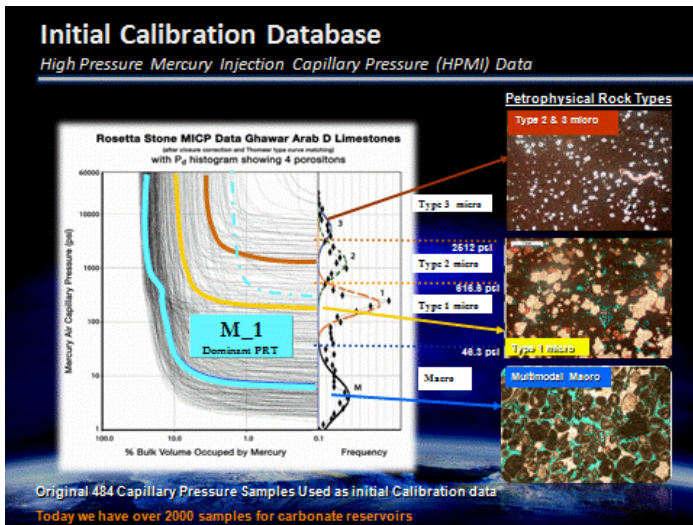 Initial Calibration Database
High Pressure Mercury Injection Capillary Pressure (HPMI) Data
Petrophysical Rock Types
Type 2 & 3 micro
Rosetta Stone MICP Data Ghawar Arab D Limestones
(after closure correction and Thomeer type curve matching)
with Pd histogram showing 4 porositons
60000
10000
1000
100
10
1
Mercury Air Capillary Pressure (psi)
3
2
1
M
Type 3 micro
2512 psi
Type 2 micro
616.6 psi
Type 1 micro
46.3 psi
Macro
M_1
Dominant PRT
Type 1 micro
Multimodal Macro
100.0
10.0
1.0
0.1
% Bulk Volume Occuped by Mercury
Frequency
Original 484 Capillary Pressure Samples Used as initial Calibration data
Today we have over 2000 samples for carbonate reservoirs